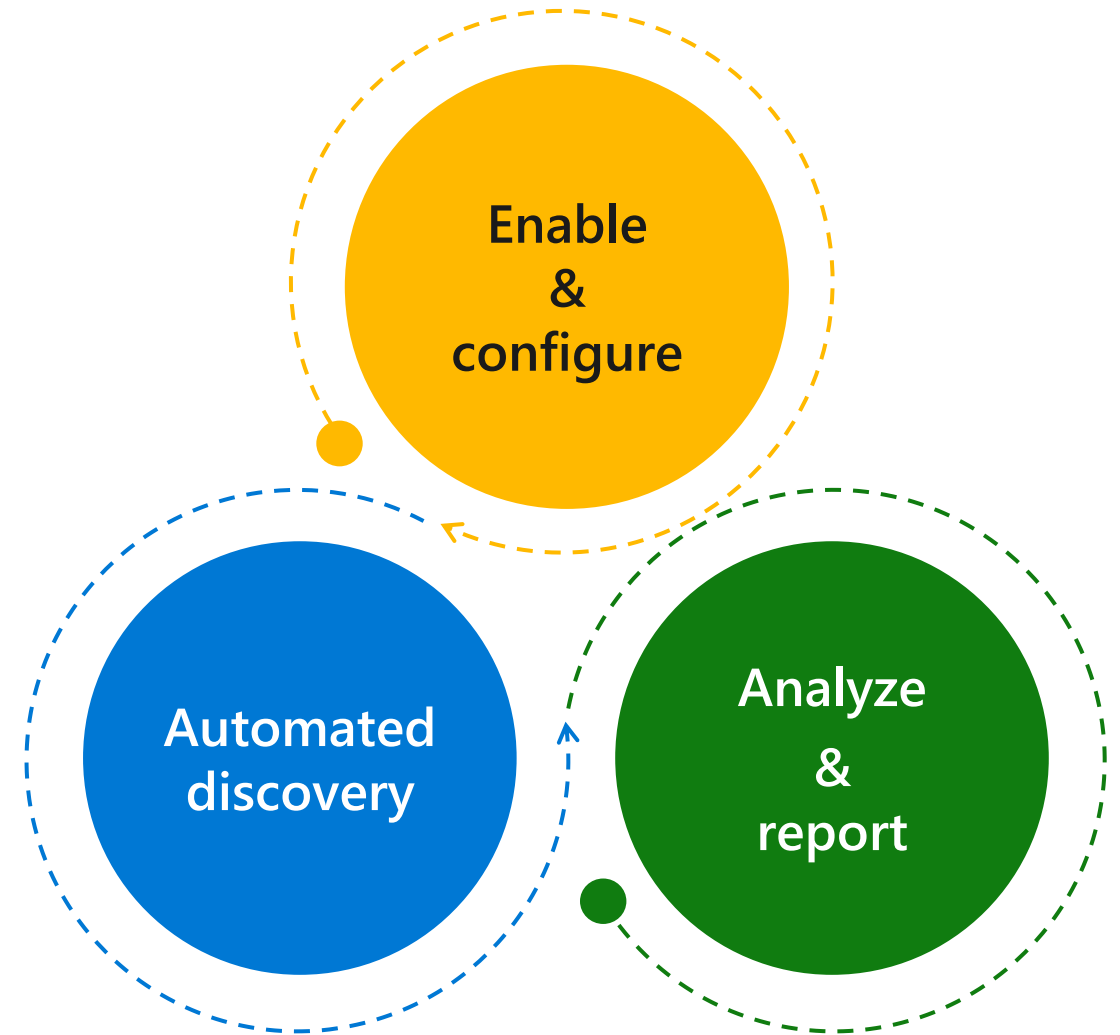 Enable
&
configure
Automated
discovery
Analyze
&
report